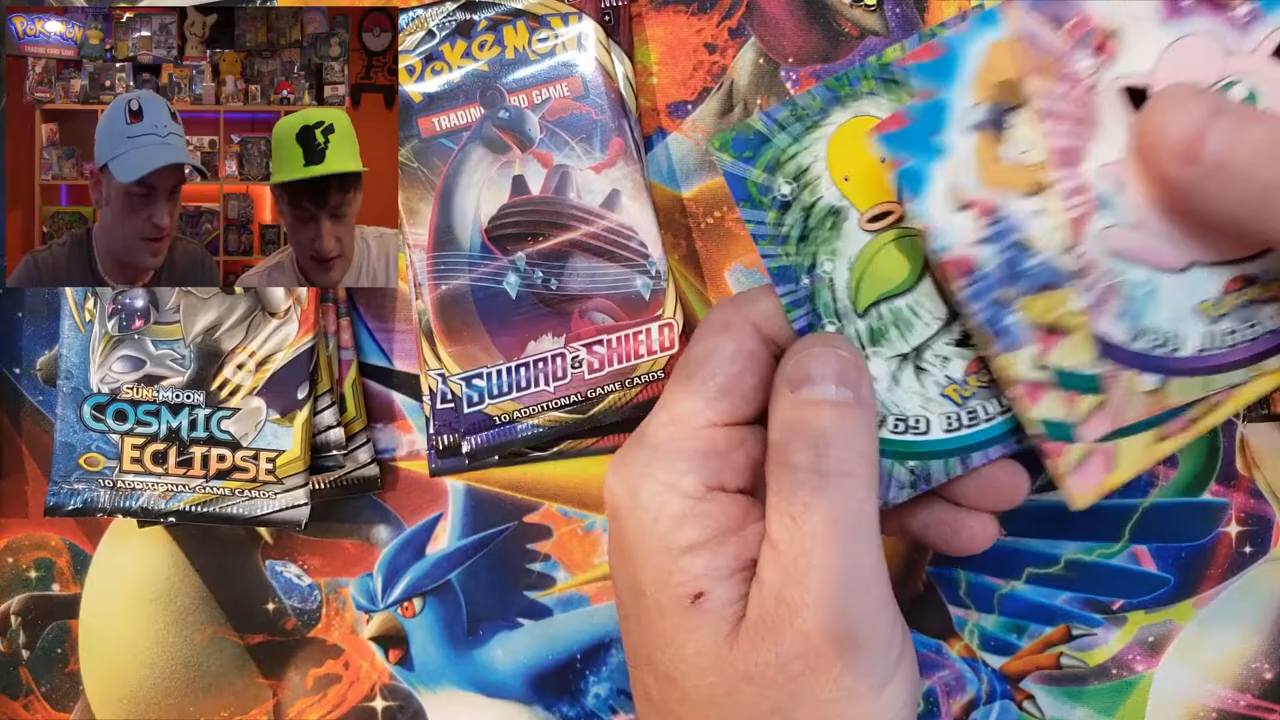 POKéMON
TRADING CARD GAME
Pokémon
TRADING CARD GAME
SWORD & SHIELD
10 ADDITIONAL GAME CARDS
SUN & MOON
COSMIC
ECLIPSE
10 ADDITIONAL GAME CARDS
#69 BELL